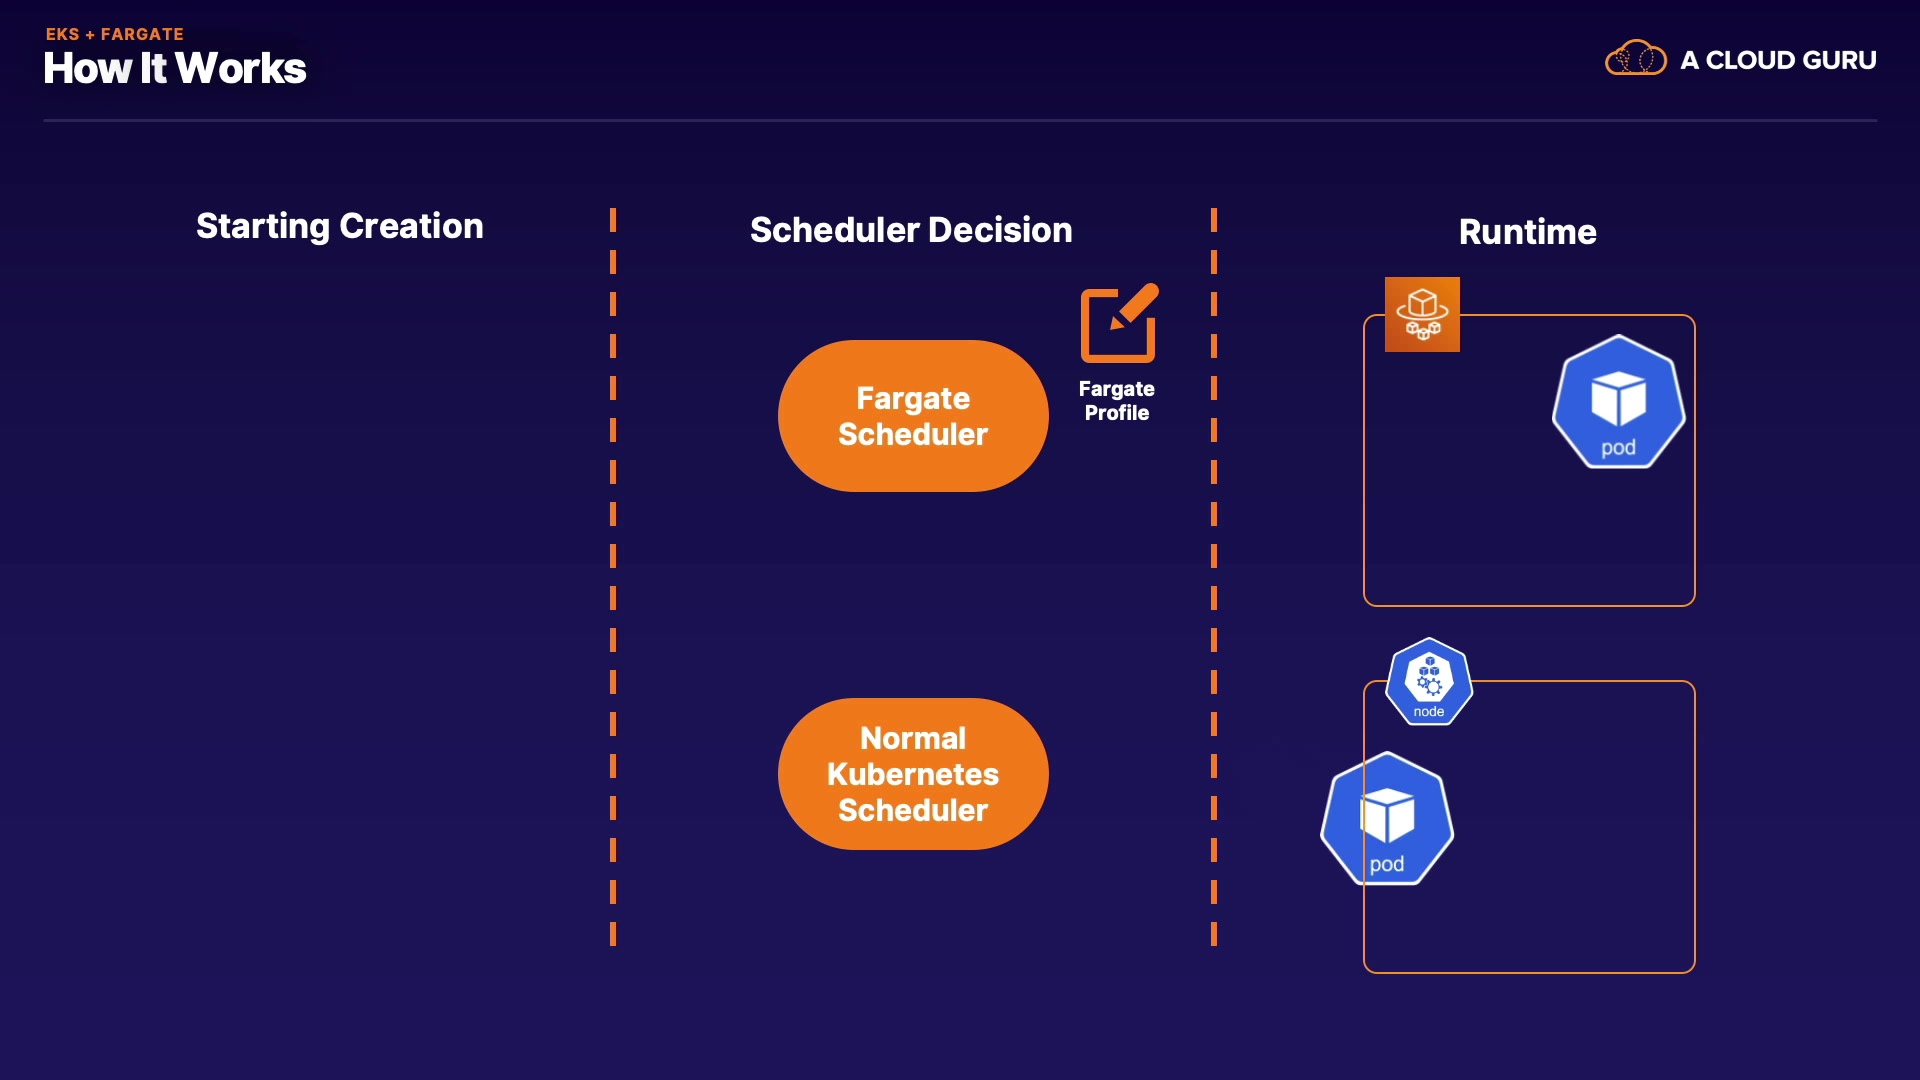 EKS + FARGATE
How It Works
A CLOUD GURU
Starting Creation
Scheduler Decision
Runtime
Fargate
Scheduler
Fargate
Profile
pod
node
Normal
Kubernetes
Scheduler
pod